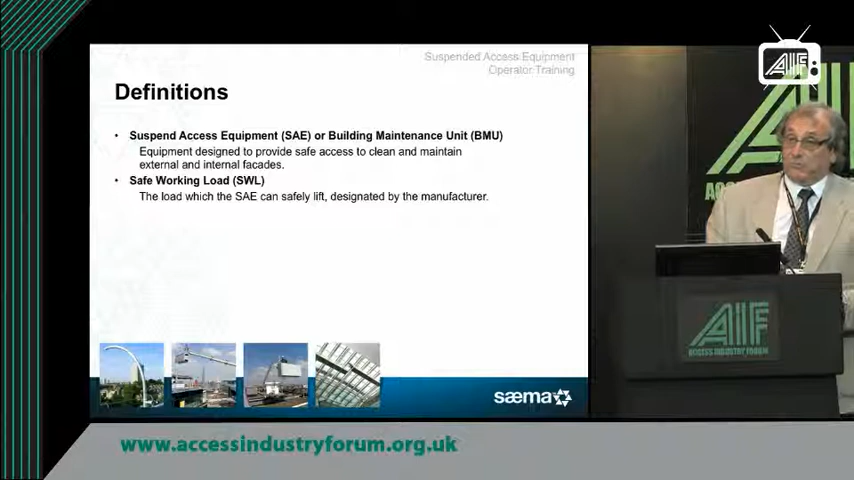 Suspended Access Equipment
Operator Training
AIF
Definitions
• Suspend Access Equipment (SAE) or Building Maintenance Unit (BMU)
Equipment designed to provide safe access to clean and maintain
external and internal facades.
• Safe Working Load (SWL)
The load which the SAE can safely lift, designated by the manufacturer.
AIF
ACCESS INDUSTRY FORUM
sæma
www.accessindustryforum.org.uk